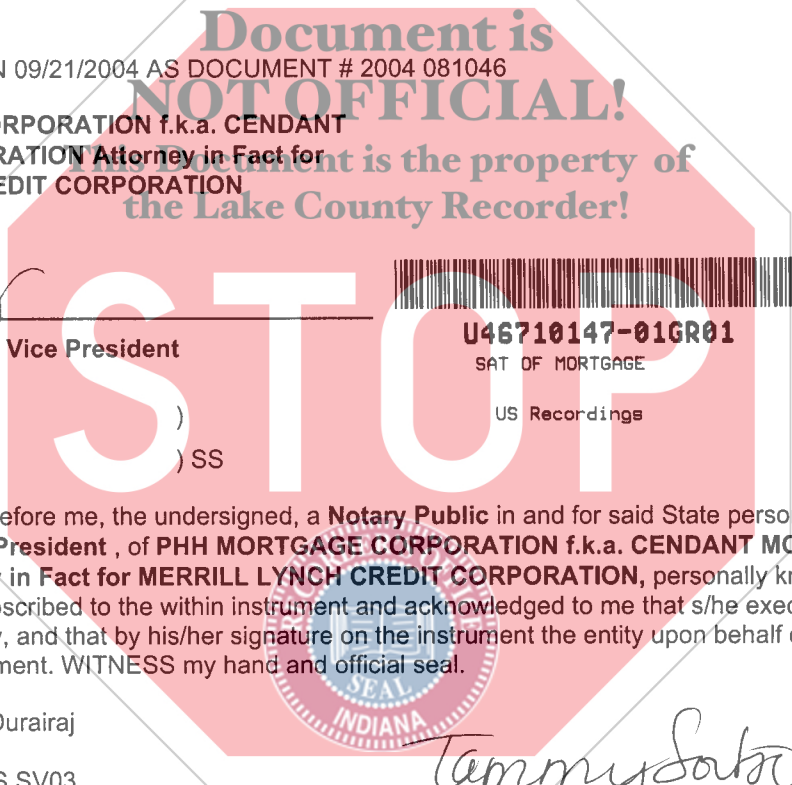 Document is
N 09/21/2004 AS DOCUMENT # 2004 081046
NOT OFFICIAL!
RPORATION f.k.a. CENDANT
RATION Attorney in Fact for
This Document is the property of
EDIT CORPORATION
the Lake County Recorder!
STOP
U46710147-01GR01
Vice President
SAT OF MORTGAGE
)
US Recordings
) SS
efore me, the undersigned, a Notary Public in and for said State perso
President , of PHH MORTGAGE CORPORATION f.k.a. CENDANT MO
in Fact for MERRILL LYNCH CREDIT CORPORATION, personally kn
bscribed to the within instrument and acknowledged to me that s/he exec
, and that by his/her signature on the instrument the entity upon behalf
ment. WITNESS my hand and official seal.
SEAL
INDIANA
Durairaj
Tammy
S SV03